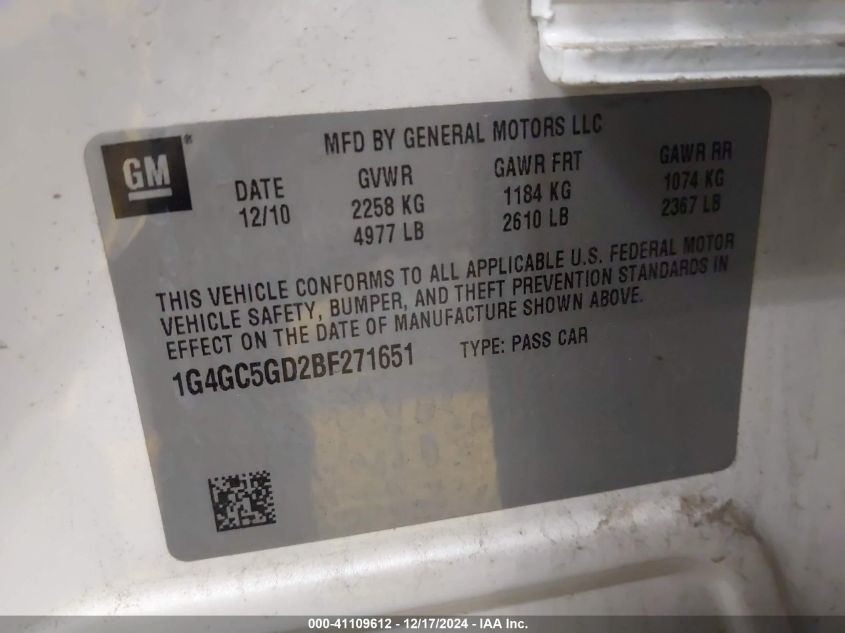 GM®
MFD BY GENERAL MOTORS LLC
DATE GVWR GAWR FRT GAWR RR
12/10 2258 KG 1184 KG 1074 KG
4977 LB 2610 LB 2367 LB
THIS VEHICLE CONFORMS TO ALL APPLICABLE U.S. FEDERAL MOTOR
VEHICLE SAFETY, BUMPER, AND THEFT PREVENTION STANDARDS IN
EFFECT ON THE DATE OF MANUFACTURE SHOWN ABOVE.
1G4GC5GD2BF271651 TYPE: PASS CAR
000-41109612 - 12/17/2024 - IAA Inc.